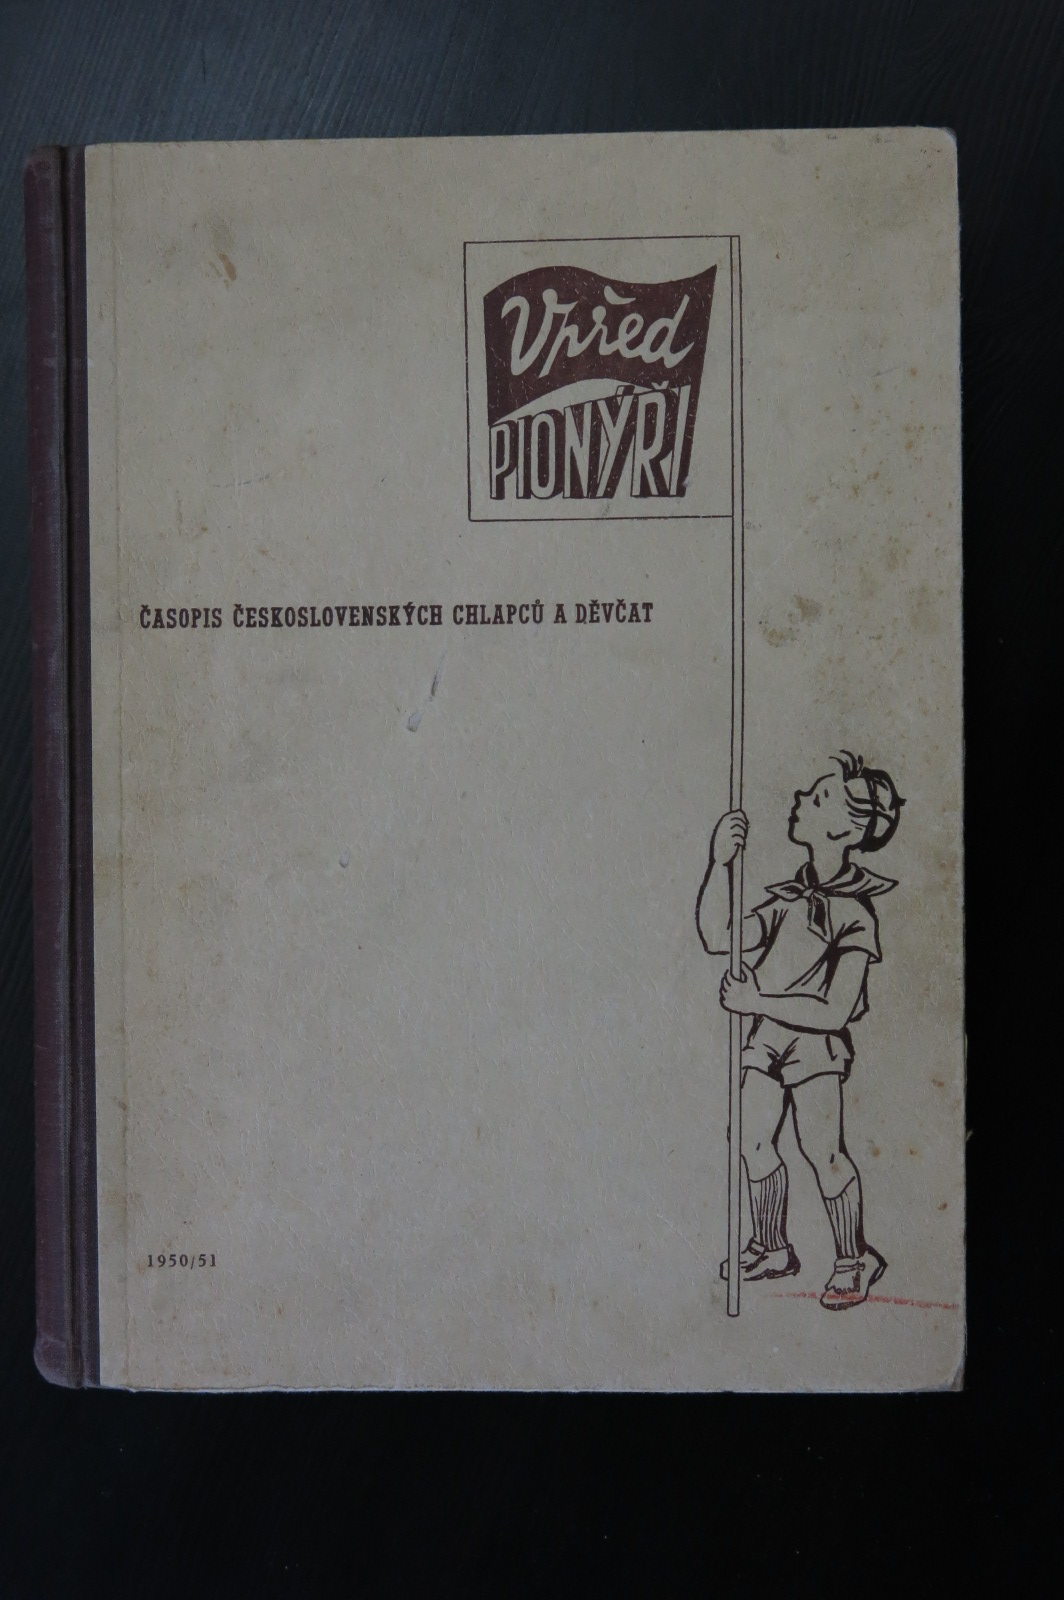 Vpřed
PIONÝŘI
ČASOPIS ČESKOSLOVENSKÝCH CHLAPCŮ A DĚVČAT
1950/51